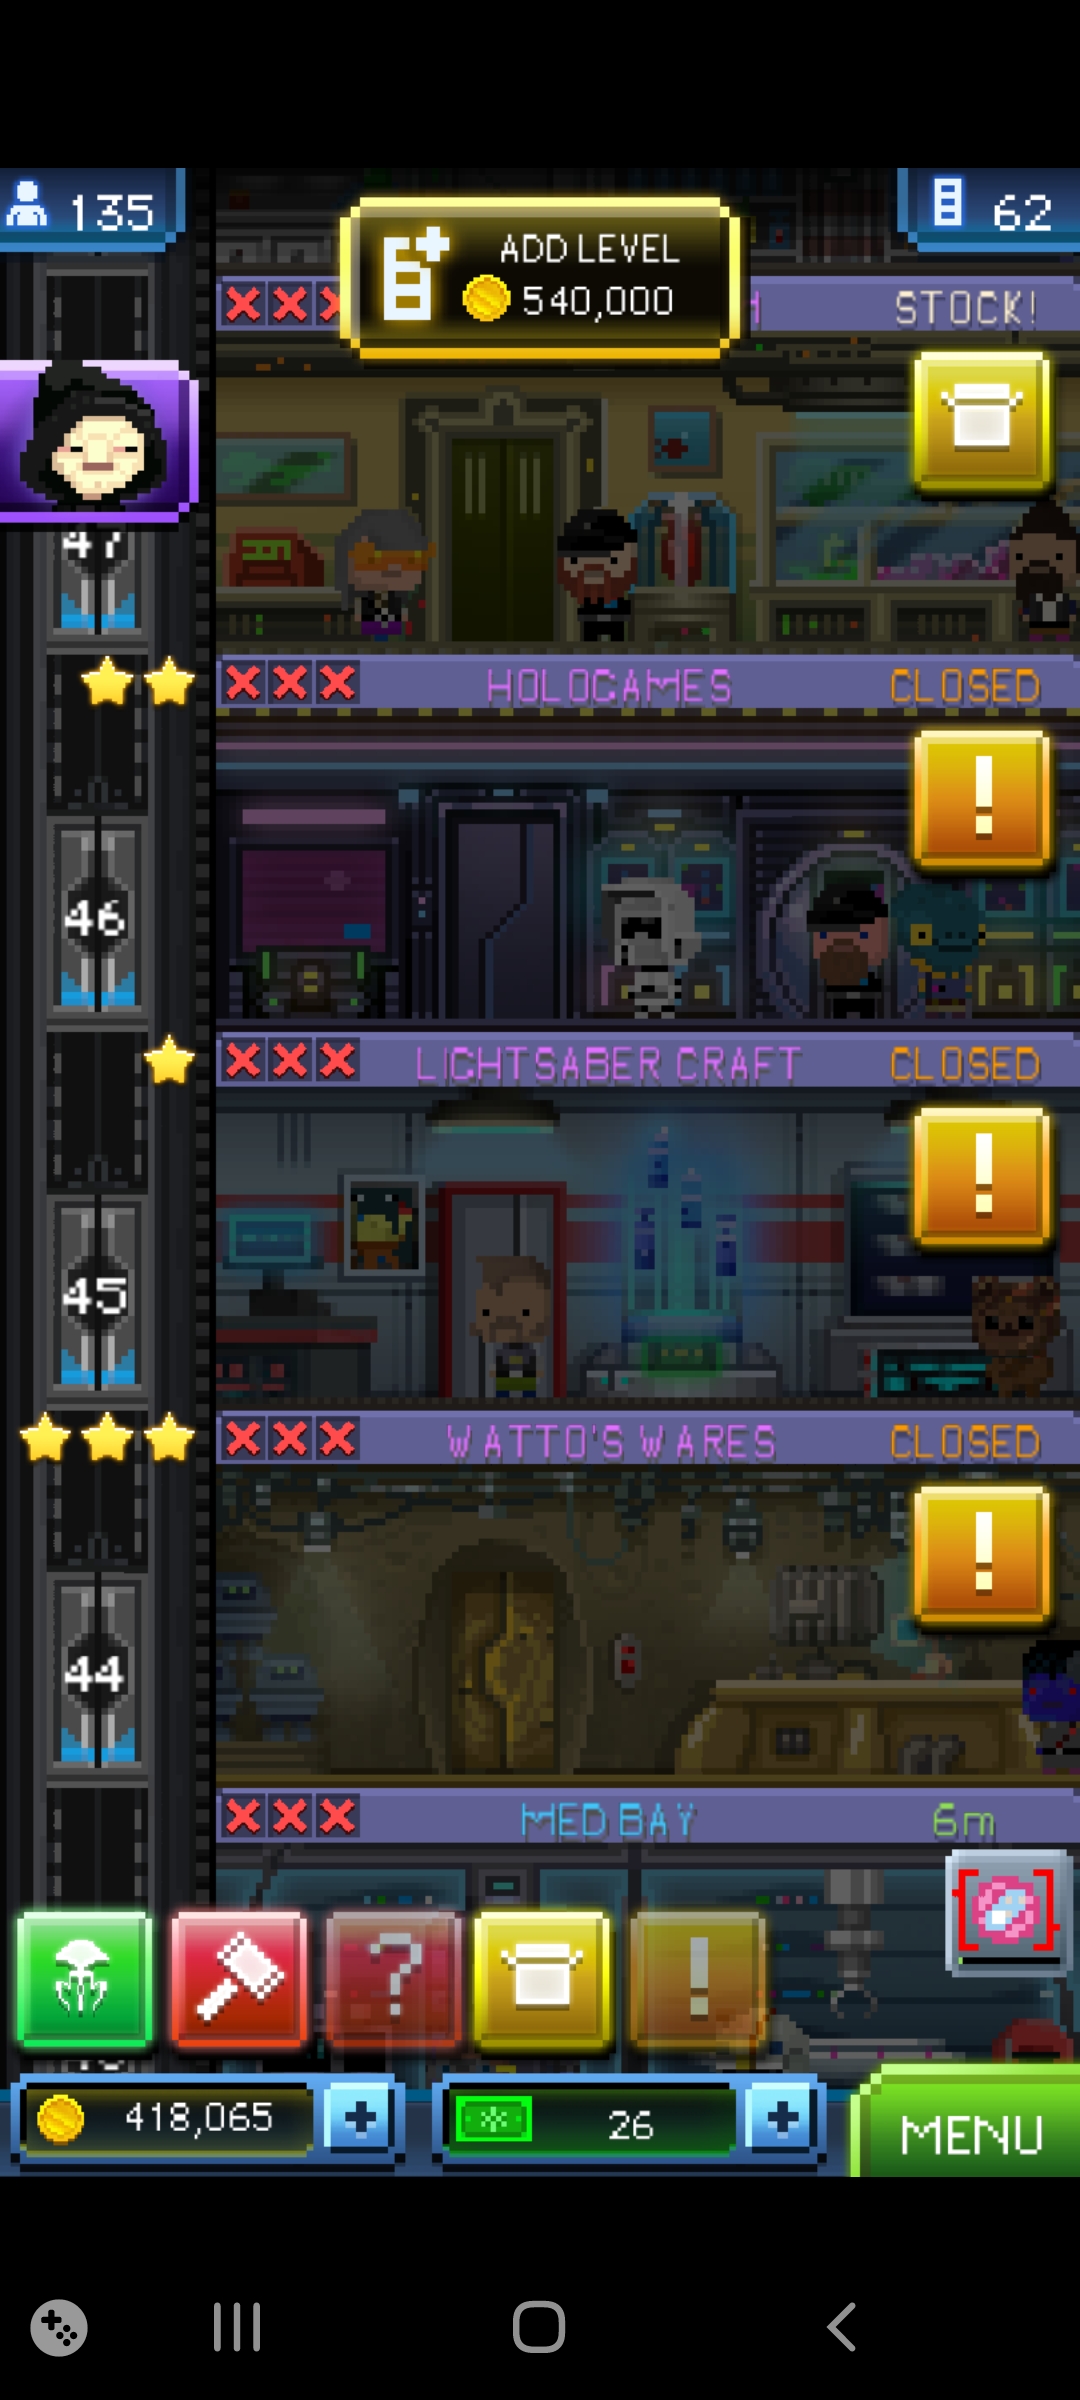 135
62
ADD LEVEL
540,000
STOCK!
47
HOLOGAMES CLOSED
46
LIGHTSABER CRAFT CLOSED
45
WATTO'S WARES CLOSED
44
MED BAY 6m
?
!
418,065
26
MENU